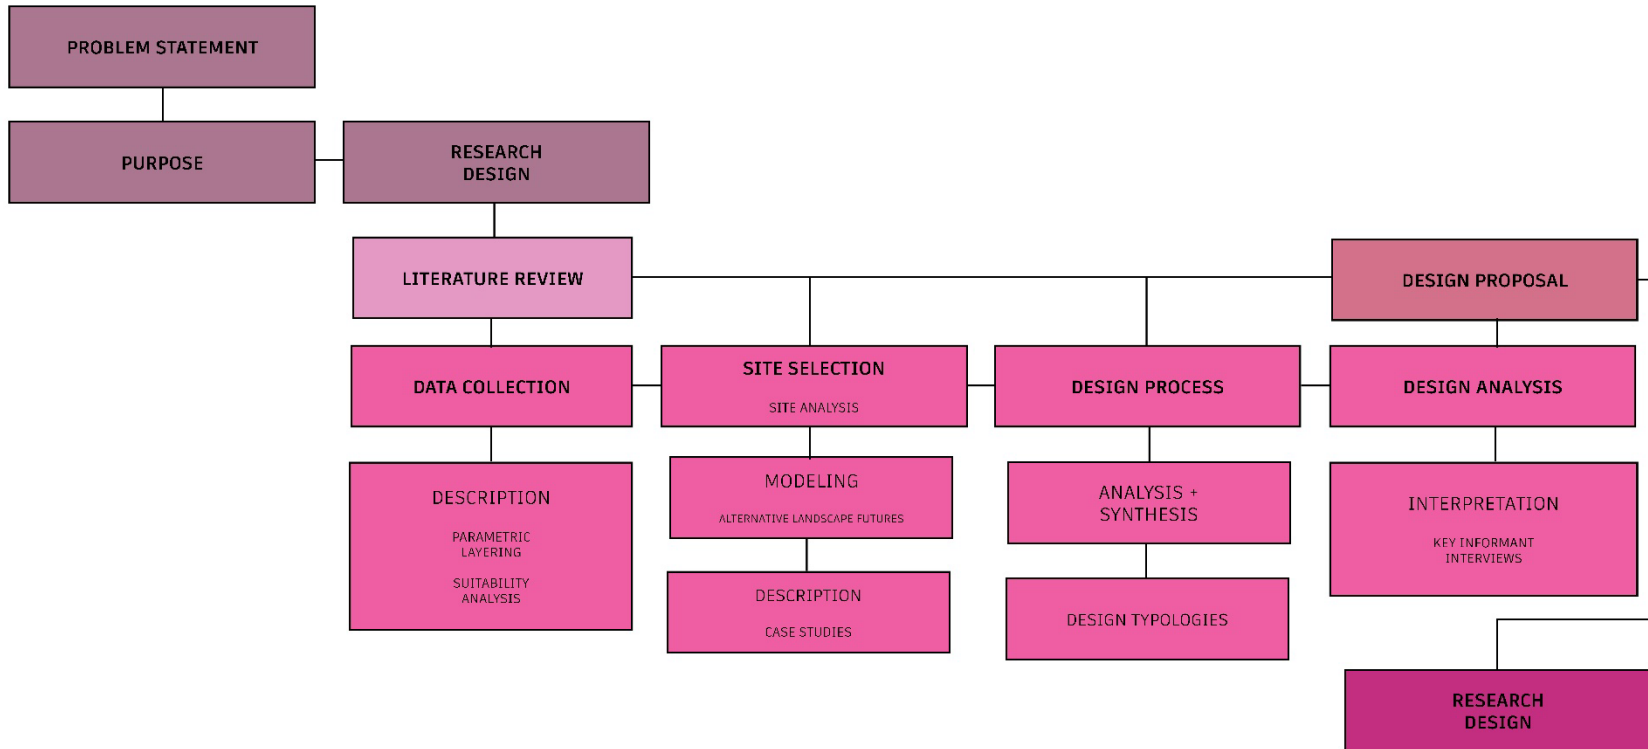 PROBLEM STATEMENT
PURPOSE
RESEARCH
DESIGN
LITERATURE REVIEW
DESIGN PROPOSAL
DATA COLLECTION
SITE SELECTION
SITE ANALYSIS
DESIGN PROCESS
DESIGN ANALYSIS
DESCRIPTION
PARAMETRIC
LAYERING
SUITABILITY
ANALYSIS
MODELING
ALTERNATIVE LANDSCAPE FUTURES
DESCRIPTION
CASE STUDIES
ANALYSIS +
SYNTHESIS
DESIGN TYPOLOGIES
INTERPRETATION
KEY INFORMANT
INTERVIEWS
RESEARCH
DESIGN